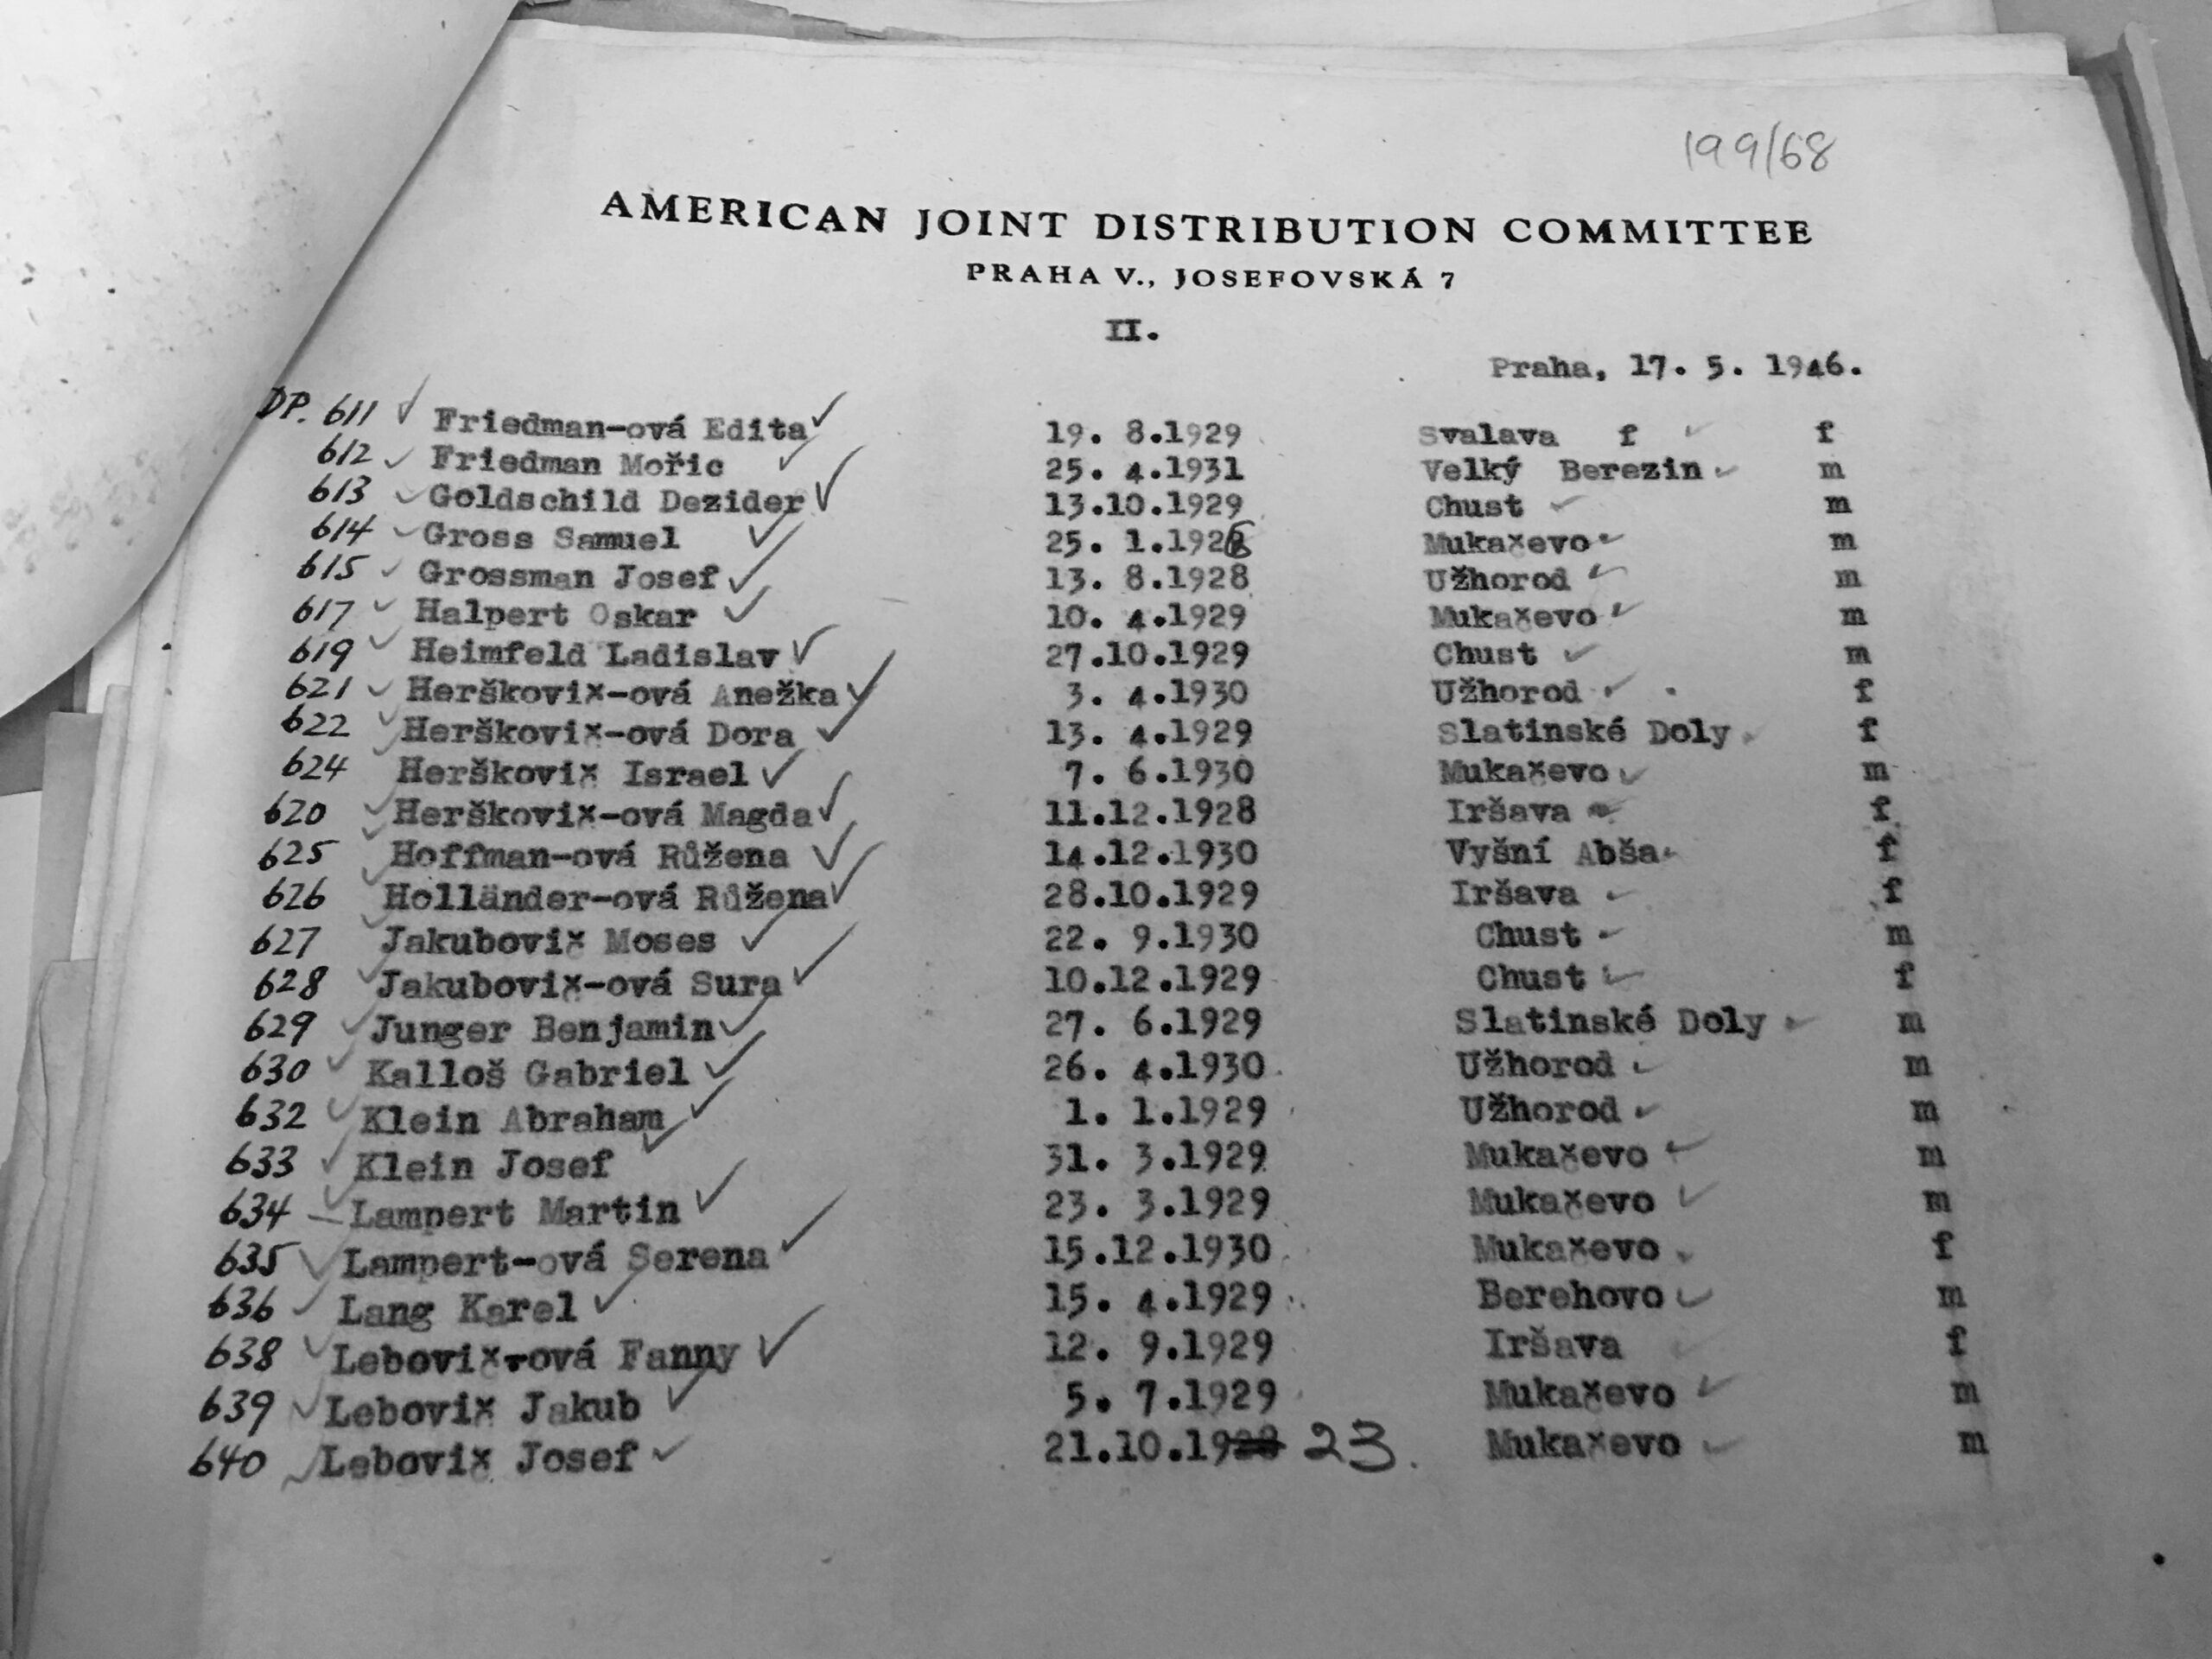 199/68
AMERICAN JOINT DISTRIBUTION COMMITTEE
PRAHA V., JOSEFOVSKÁ 7
II.
Praha, 17. 5. 1946.
DP. 611 ✓ Friedman-ová Edita ✓ 19. 8.1929 Svalava f ✓ f
612 ✓ Friedman Mořic ✓ 25. 4.1931 Velký Berezin ✓ m
613 ✓ Goldschild Dezider ✓ 13.10.1929 Chust ✓ m
614 ✓ Gross Samuel ✓ 25. 1. Mukačevo ✓ m
615 ✓ Grossman Josef ✓ 13. 8.1928 Užhorod ✓ m
617 ✓ Halpert Oskar ✓ 10. 4.1929 Mukačevo ✓ m
619 ✓ Heimfeld Ladislav ✓ 27.10.1929 Chust ✓ m
621 ✓ Herškovič-ová Anežka ✓ 3. 4.1930 Užhorod ✓ f
622 ✓ Herškovič-ová Dora ✓ 13. 4.1929 Slatinské Doly ✓ f
624 ✓ Herškovič Israel ✓ 7. 6.1930 Mukačevo ✓ m
620 ✓ Herškovič-ová Magda ✓ 11.12.1928 Iršava ✓ f
625 ✓ Hoffman-ová Růžena ✓ 14.12.1930 Vyšní Abša ✓ f
626 ✓ Holländer-ová Růžena ✓ 28.10.1929 Iršava ✓ f
627 ✓ Jakubovič Moses ✓ 22. 9.1930 Chust ✓ m
628 ✓ Jakubovič-ová Sura ✓ 10.12.1929 Chust ✓ f
629 ✓ Junger Benjamin ✓ 27. 6.1929 Slatinské Doly ✓ m
630 ✓ Kalloš Gabriel ✓ 26. 4.1930 Užhorod ✓ m
632 ✓ Klein Abraham ✓ 1. 1.1929 Užhorod ✓ m
633 ✓ Klein Josef ✓ 31. 3.1929 Mukačevo ✓ m
634 ✓ Lampert Martin ✓ 23. 3.1929 Mukačevo ✓ m
635 ✓ Lampert-ová Serena ✓ 15.12.1930 Mukačevo ✓ f
636 ✓ Lang Karel ✓ 15. 4.1929 Berehovo ✓ m
638 ✓ Lebovič-ová Fanny ✓ 12. 9.1929 Iršava ✓ f
639 ✓ Lebovič Jakub ✓ 5. 7.1929 Mukačevo ✓ m
640 ✓ Lebovič Josef ✓ 21.10.19 23. Mukačevo ✓ m